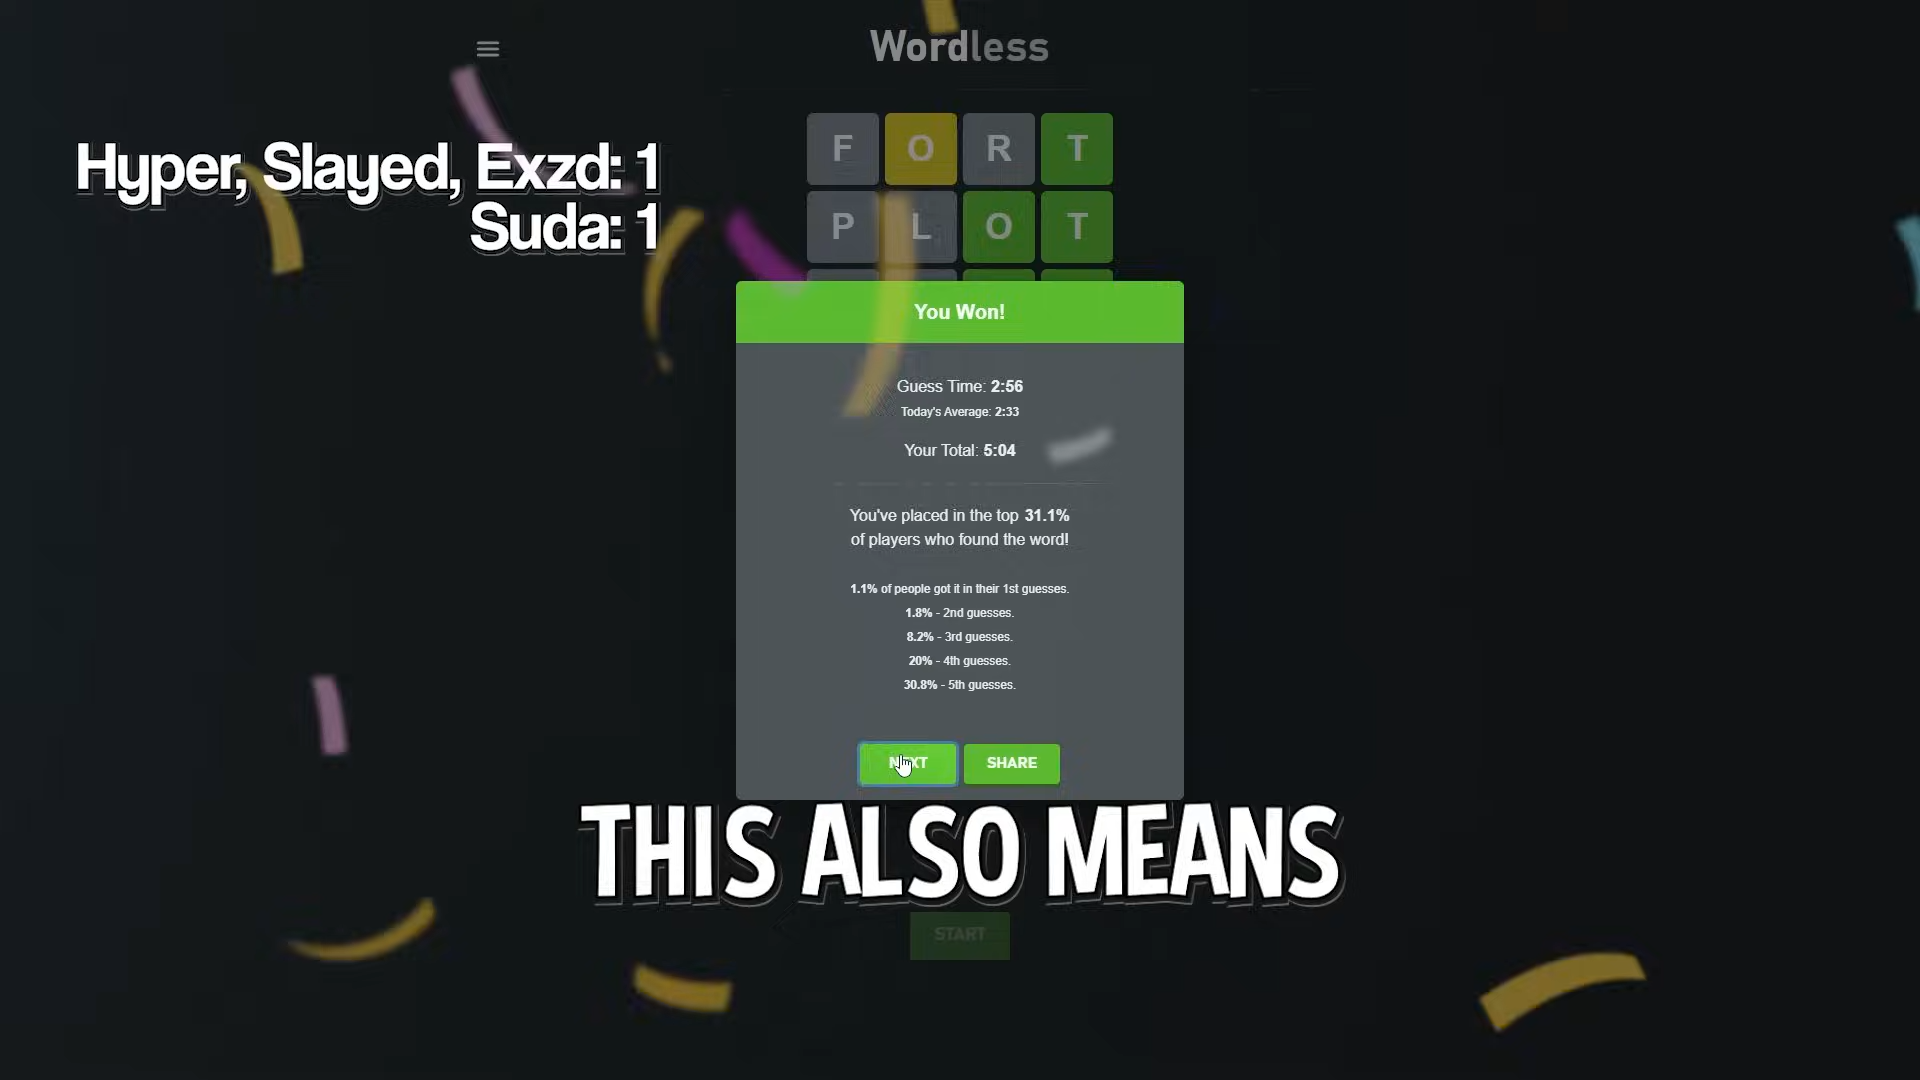 Wordless
F O R T
P L O T
Hyper, Slayed, Exzd: 1
Suda: 1
You Won!
Guess Time: 2:56
Today's Average: 2:33
Your Total: 5:04
You've placed in the top 31.1%
of players who found the word!
1.1% of people got it in their 1st guesses.
1.8% - 2nd guesses.
8.2% - 3rd guesses.
20% - 4th guesses.
30.8% - 5th guesses.
NEXT SHARE
THIS ALSO MEANS
START